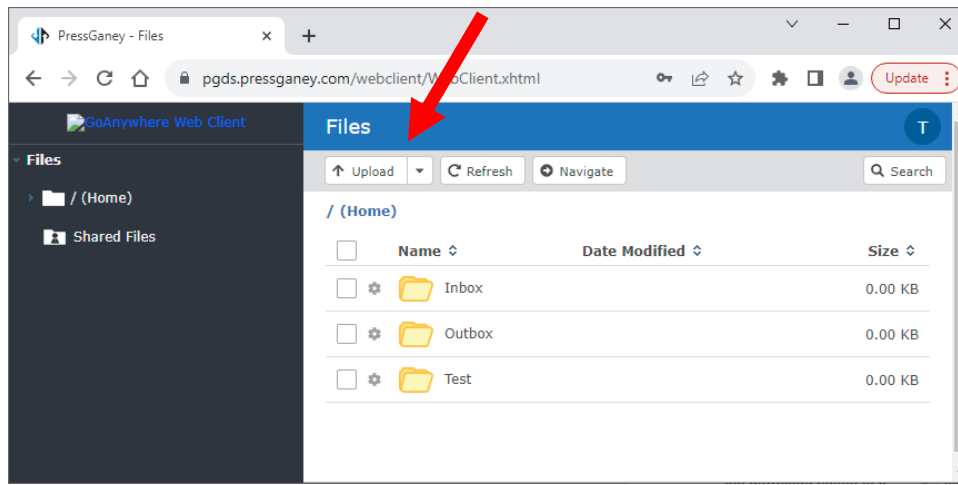 PressGaney - Files
pgds.pressganey.com/webclient/WebClient.xhtml
Update
GoAnywhere Web Client
Files
T
Files
Upload
Refresh
Navigate
Search
/ (Home)
/ (Home)
Shared Files
Name
Date Modified
Size
Inbox
0.00 KB
Outbox
0.00 KB
Test
0.00 KB